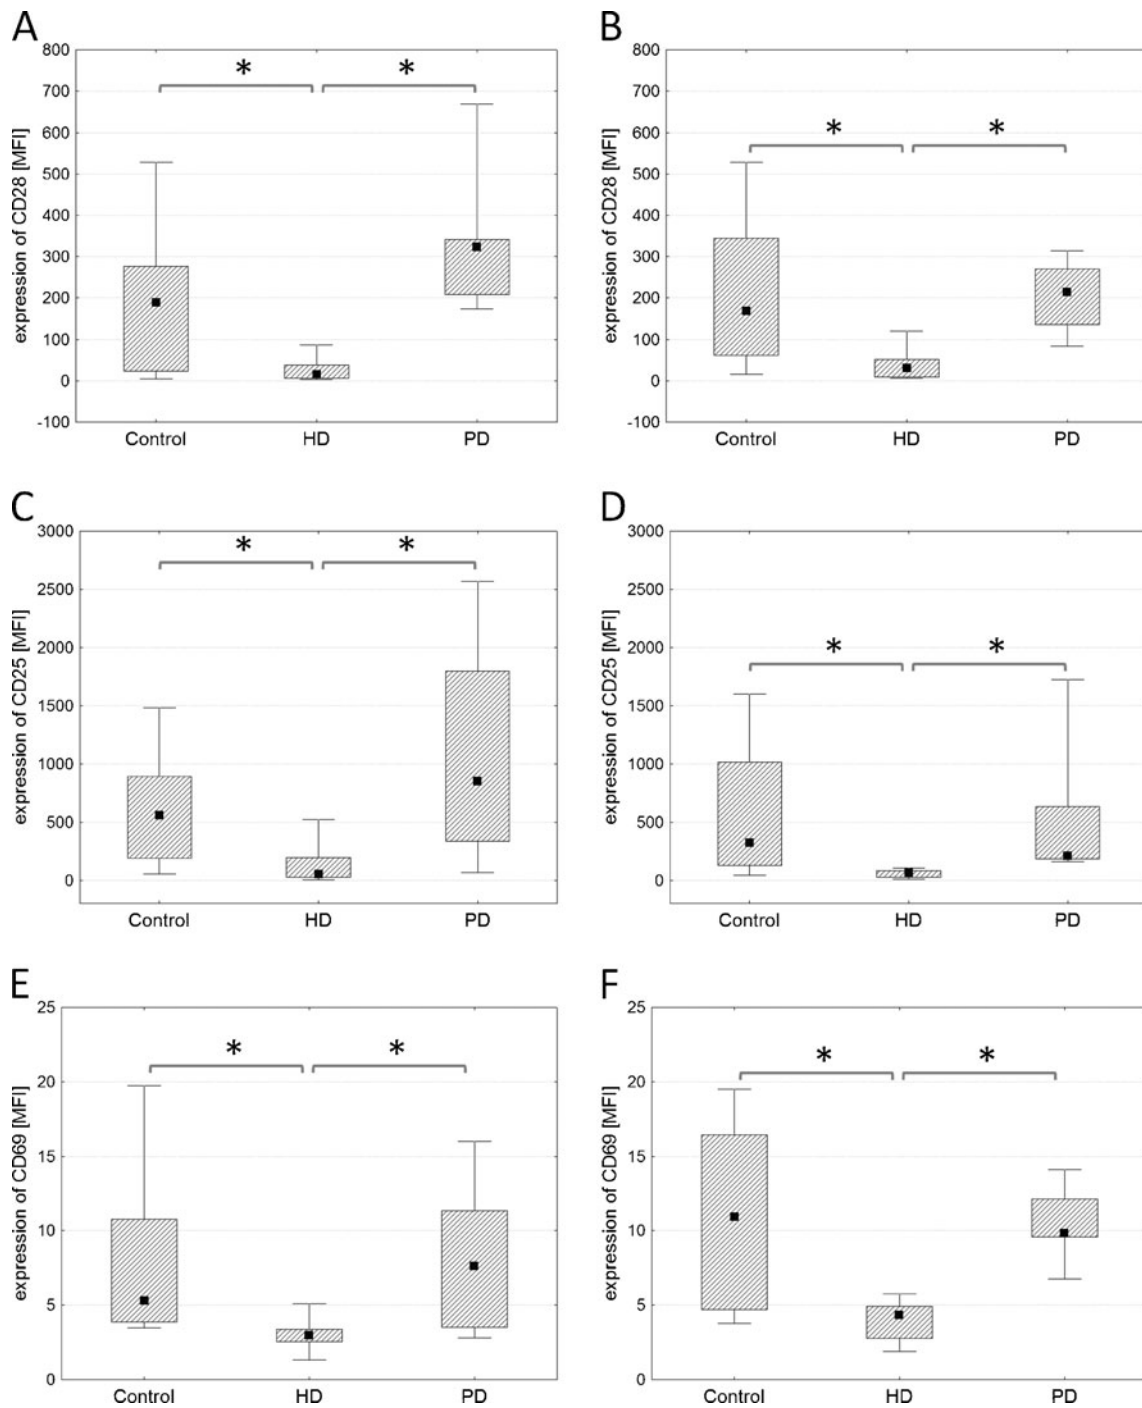 A
expression of CD28 [MFI]
800
700
600
500
400
300
200
100
0
-100
* *
Control HD PD
B
expression of CD28 [MFI]
800
700
600
500
400
300
200
100
0
-100
* *
Control HD PD
C
expression of CD25 [MFI]
3000
2500
2000
1500
1000
500
0
* *
Control HD PD
D
expression of CD25 [MFI]
3000
2500
2000
1500
1000
500
0
* *
Control HD PD
E
expression of CD69 [MFI]
25
20
15
10
5
0
* *
Control HD PD
F
expression of CD69 [MFI]
25
20
15
10
5
0
* *
Control HD PD